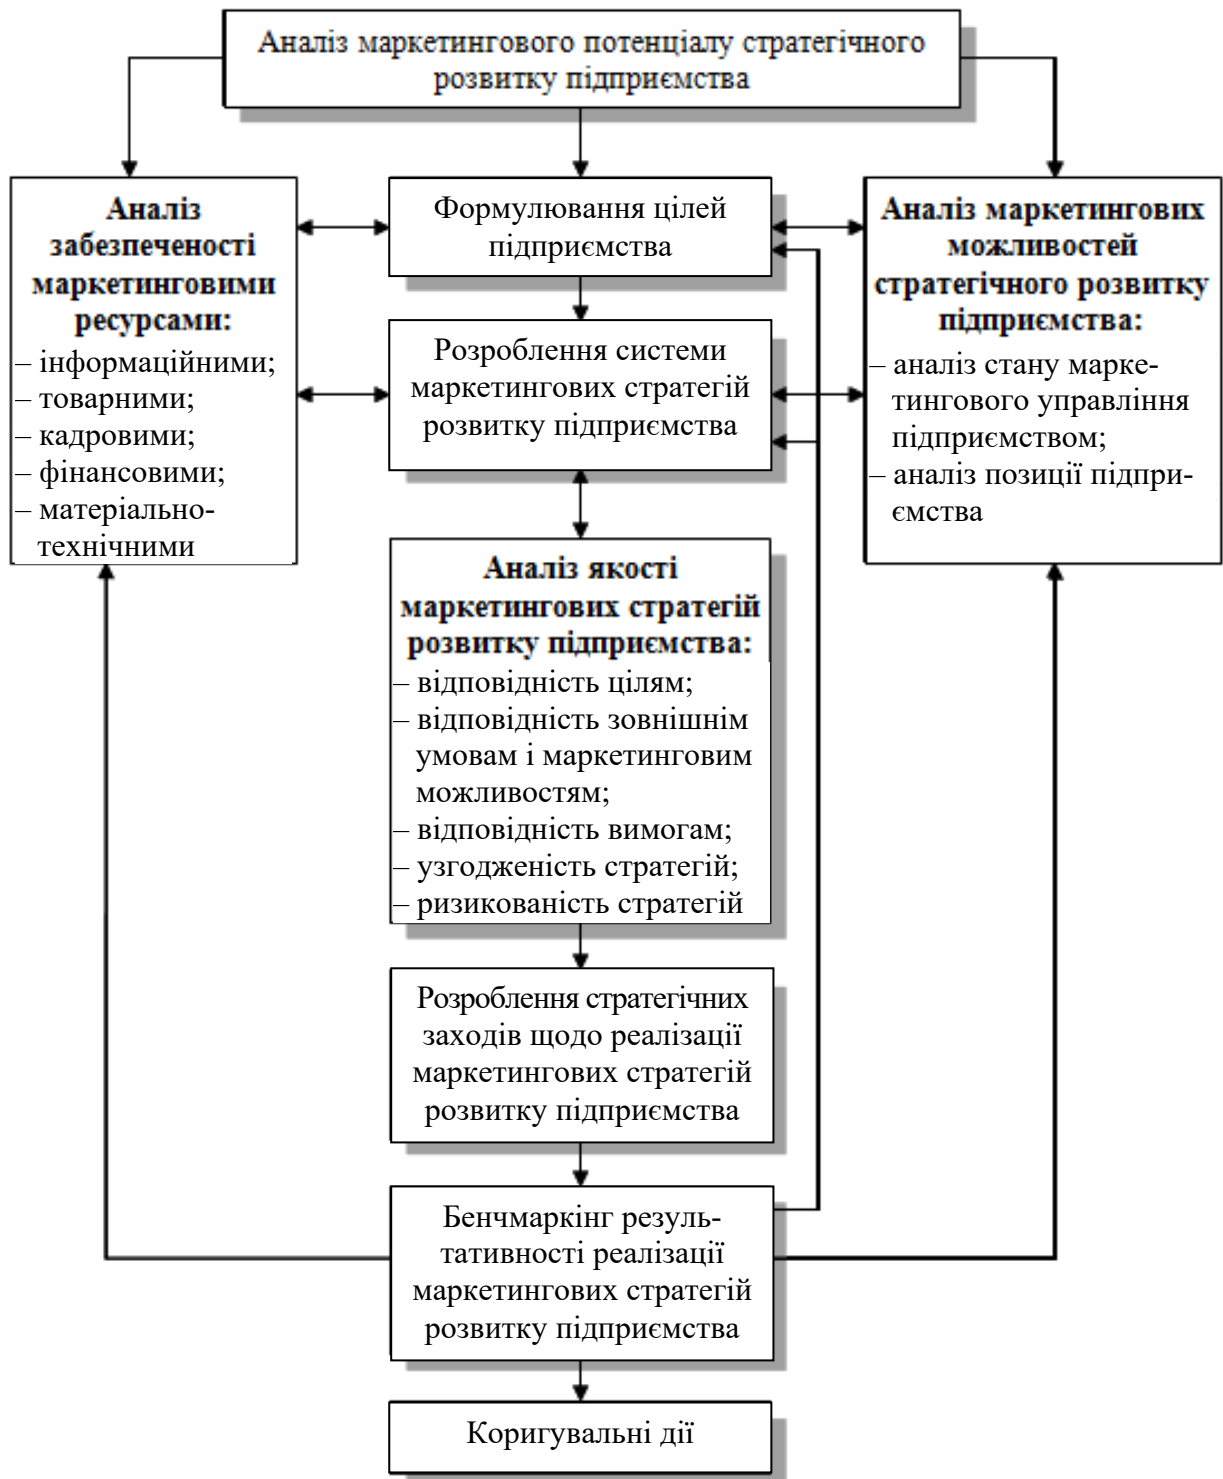 Аналіз маркетингового потенціалу стратегічного
розвитку підприємства
Аналіз
забезпеченості
маркетинговими
ресурсами:
– інформаційними;
– товарними;
– кадровими;
– фінансовими;
– матеріально-
технічними
Формулювання цілей
підприємства
Розроблення системи
маркетингових стратегій
розвитку підприємства
Аналіз маркетингових
можливостей
стратегічного розвитку
підприємства:
– аналіз стану марке-
тингового управління
підприємством;
– аналіз позиції підпри-
ємства
Аналіз якості
маркетингових стратегій
розвитку підприємства:
– відповідність цілям;
– відповідність зовнішнім
умовам і маркетинговим
можливостям;
– відповідність вимогам;
– узгодженість стратегій;
– ризикованість стратегій
Розроблення стратегічних
заходів щодо реалізації
маркетингових стратегій
розвитку підприємства
Бенчмаркінг резуль-
тативності реалізації
маркетингових стратегій
розвитку підприємства
Коригувальні дії